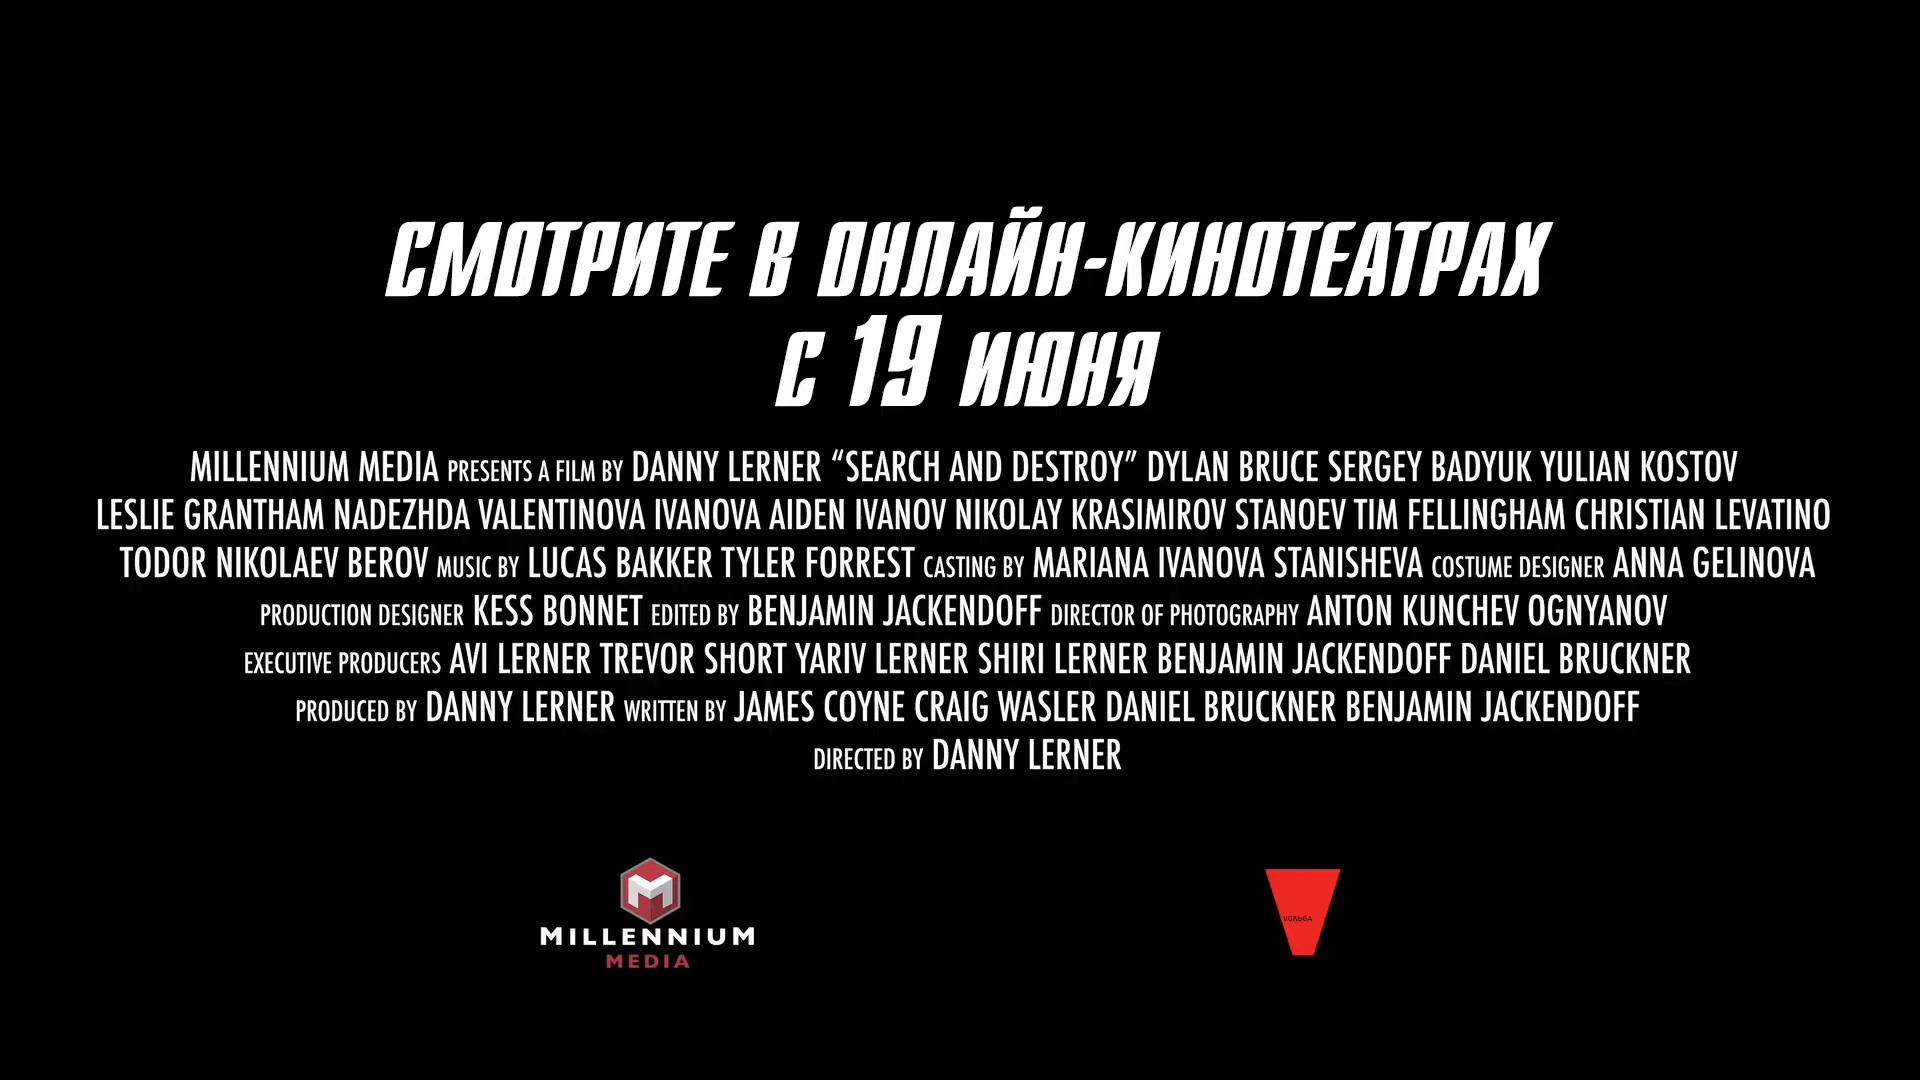 СМОТРИТЕ В ОНЛАЙН-КИНОТЕАТРАХ
С 19 ИЮНЯ
MILLENNIUM MEDIA PRESENTS A FILM BY DANNY LERNER “SEARCH AND DESTROY” DYLAN BRUCE SERGEY BADYUK YULIAN KOSTOV
LESLIE GRANTHAM NADEZHDA VALENTINOVA IVANOVA AIDEN IVANOV NIKOLAY KRASIMIROV STANOEV TIM FELLINGHAM CHRISTIAN LEVATINO
TODOR NIKOLAEV BEROV MUSIC BY LUCAS BAKKER TYLER FORREST CASTING BY MARIANA IVANOVA STANISHEVA COSTUME DESIGNER ANNA GELINOVA
PRODUCTION DESIGNER KESS BONNET EDITED BY BENJAMIN JACKENDOFF DIRECTOR OF PHOTOGRAPHY ANTON KUNCHEV OGNYANOV
EXECUTIVE PRODUCERS AVI LERNER TREVOR SHORT YARIV LERNER SHIRI LERNER BENJAMIN JACKENDOFF DANIEL BRUCKNER
PRODUCED BY DANNY LERNER WRITTEN BY JAMES COYNE CRAIG WASLER DANIEL BRUCKNER BENJAMIN JACKENDOFF
DIRECTED BY DANNY LERNER
MILLENNIUM
MEDIA
ВОЛЬГА